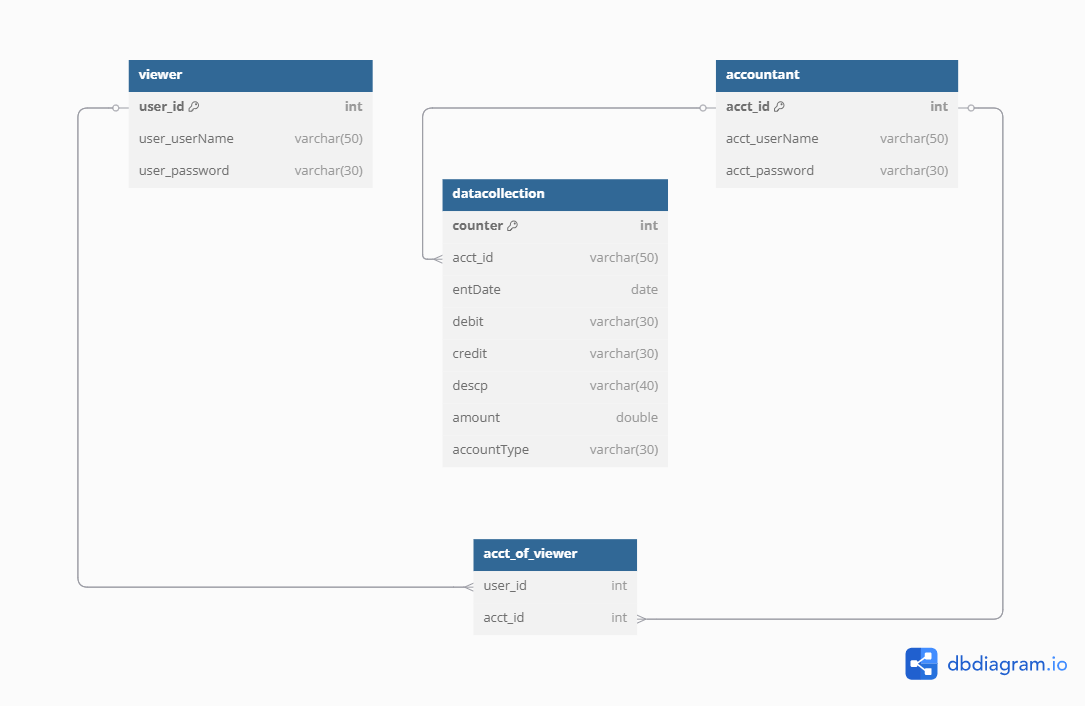 viewer
user_id int
user_userName varchar(50)
user_password varchar(30)
accountant
acct_id int
acct_userName varchar(50)
acct_password varchar(30)
datacollection
counter int
acct_id varchar(50)
entDate date
debit varchar(30)
credit varchar(30)
descp varchar(40)
amount double
accountType varchar(30)
acct_of_viewer
user_id int
acct_id int
dbdiagram.io